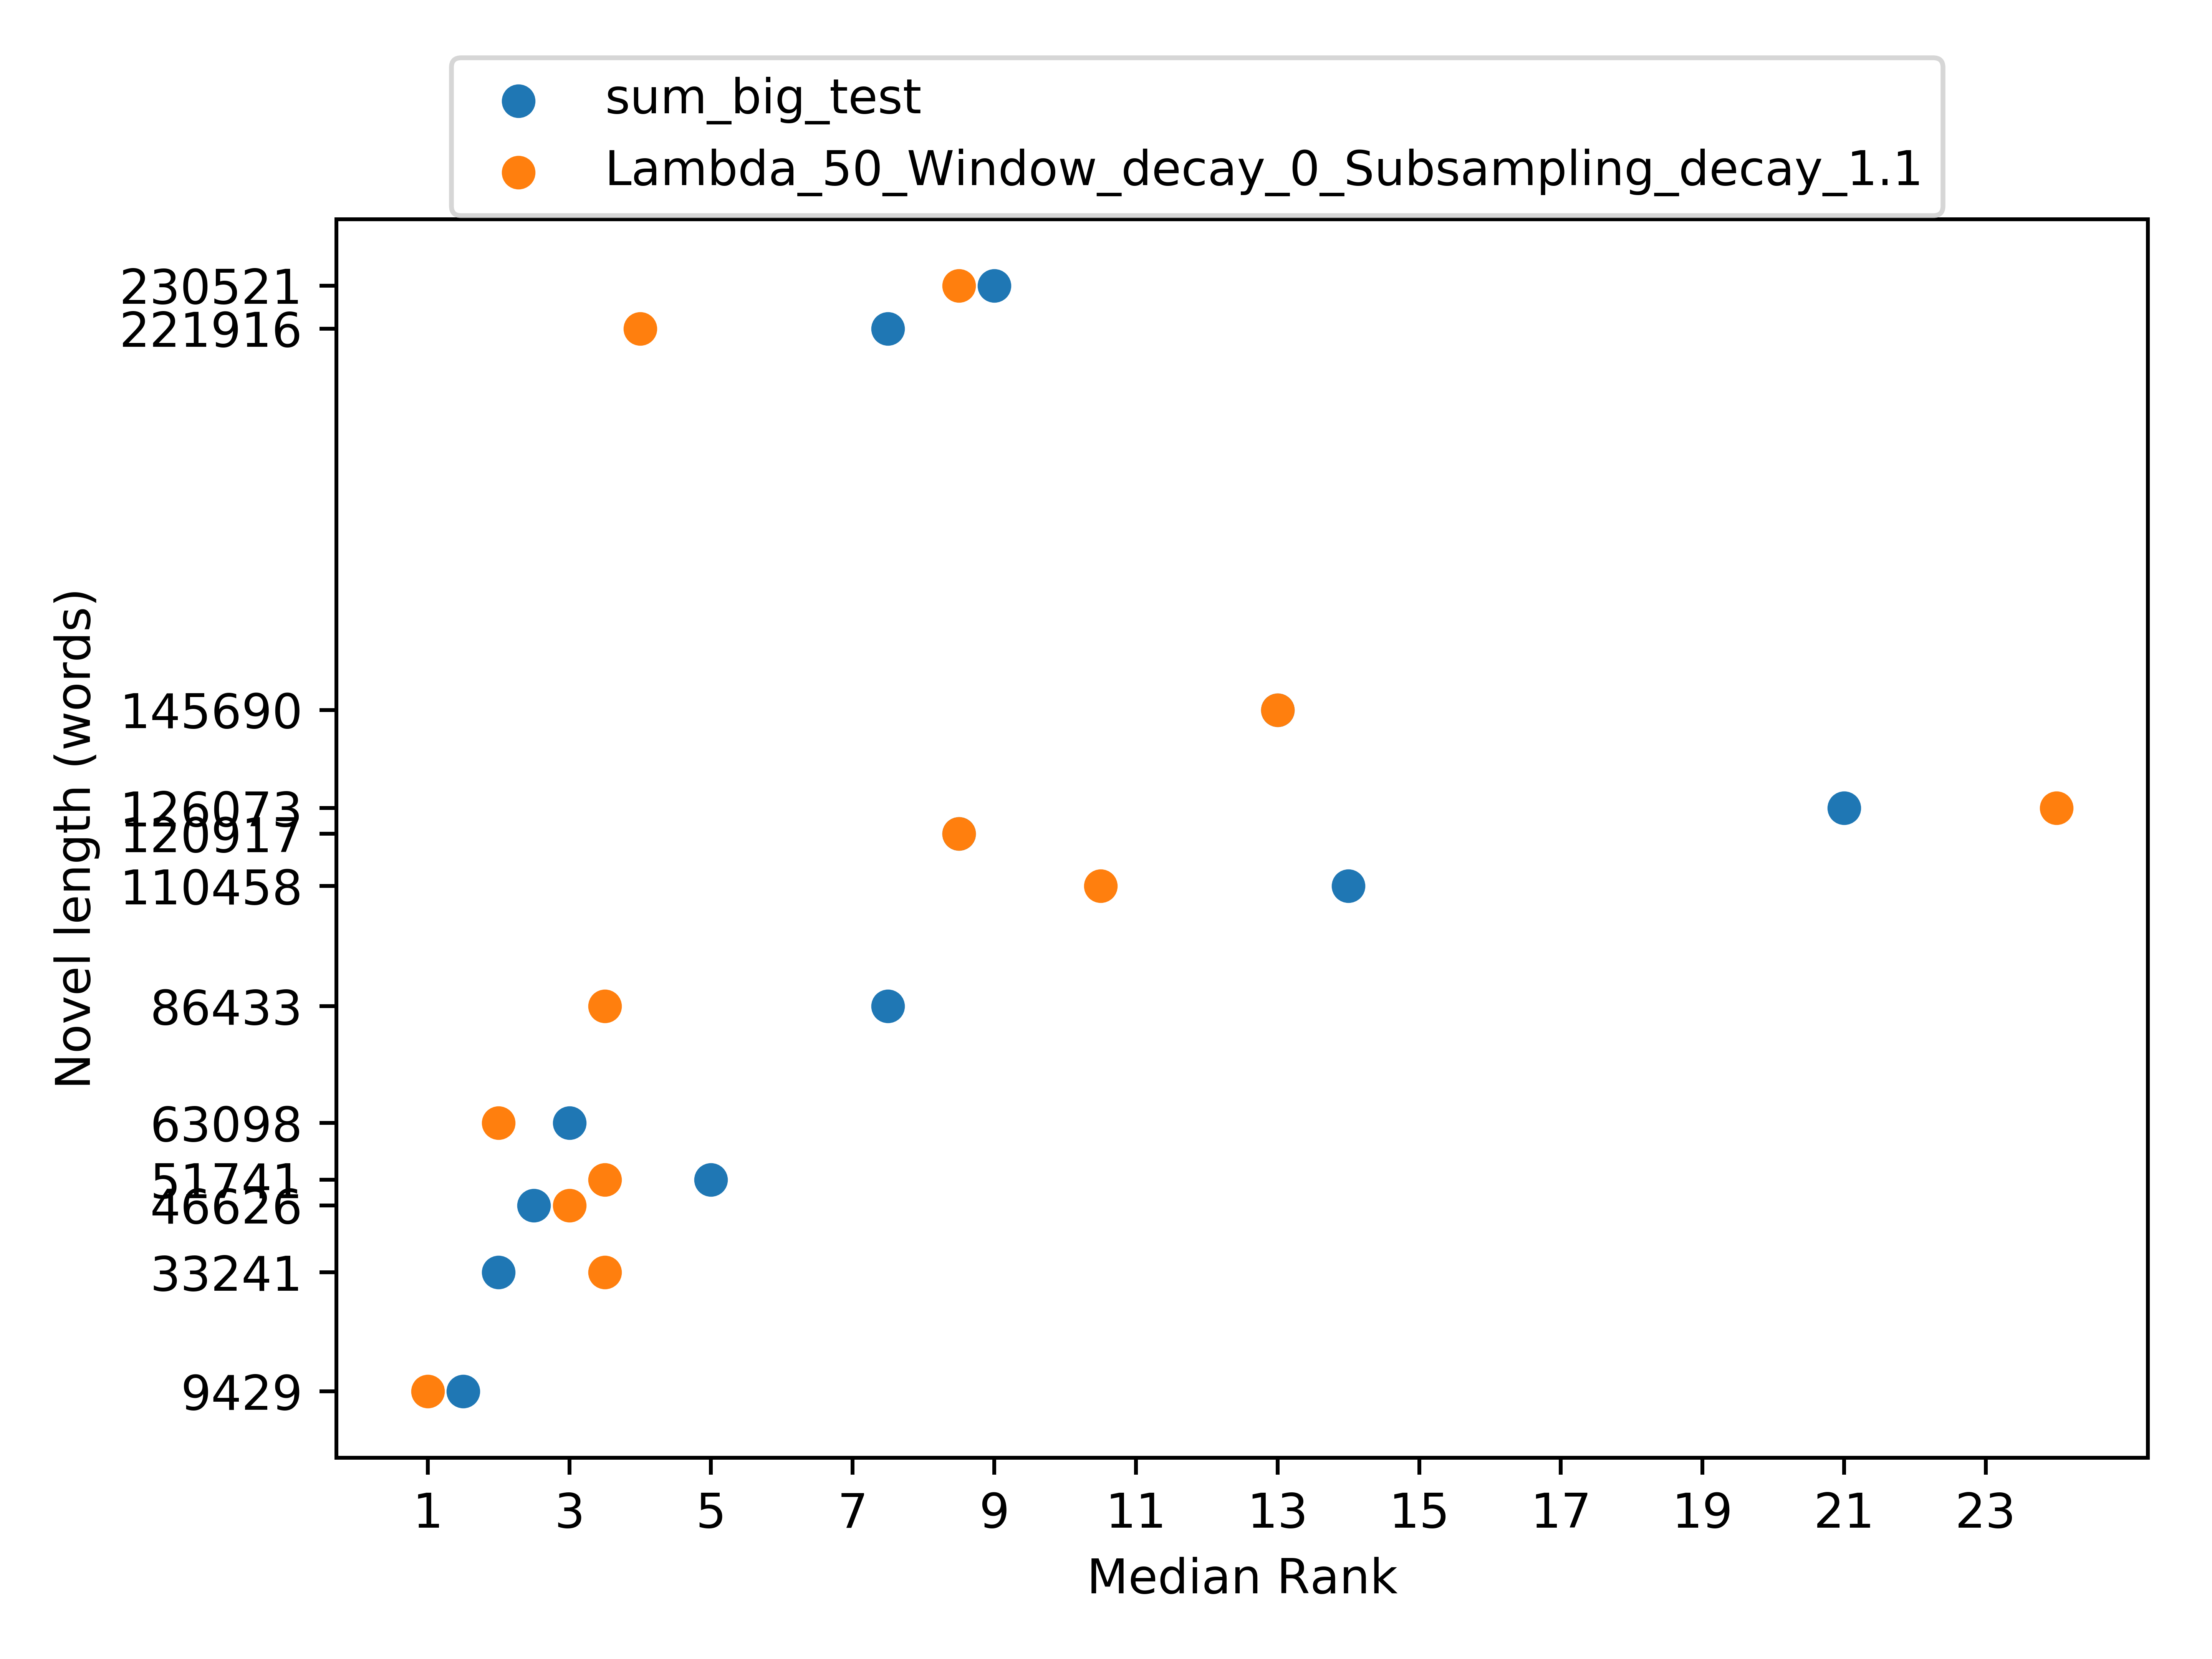 sum_big_test
Lambda_50_Window_decay_0_Subsampling_decay_1.1
230521
221916
145690
126073
120917
110458
86433
63098
51741
46626
33241
9429
Novel length (words)
1 3 5 7 9 11 13 15 17 19 21 23
Median Rank